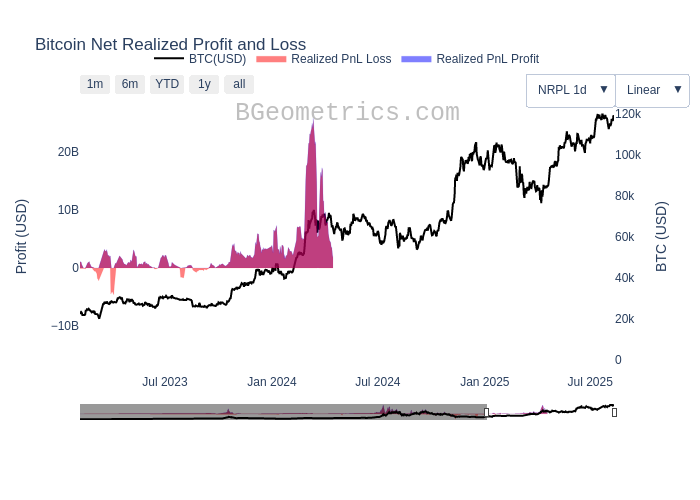 Bitcoin Net Realized Profit and Loss
BTC(USD) Realized PnL Loss Realized PnL Profit
1m 6m YTD 1y all
NRPL 1d ▼ Linear ▼
BGeometrics.com
20B
10B
0
−10B
Profit (USD)
120k
100k
80k
60k
40k
20k
0
BTC (USD)
Jul 2023 Jan 2024 Jul 2024 Jan 2025 Jul 2025